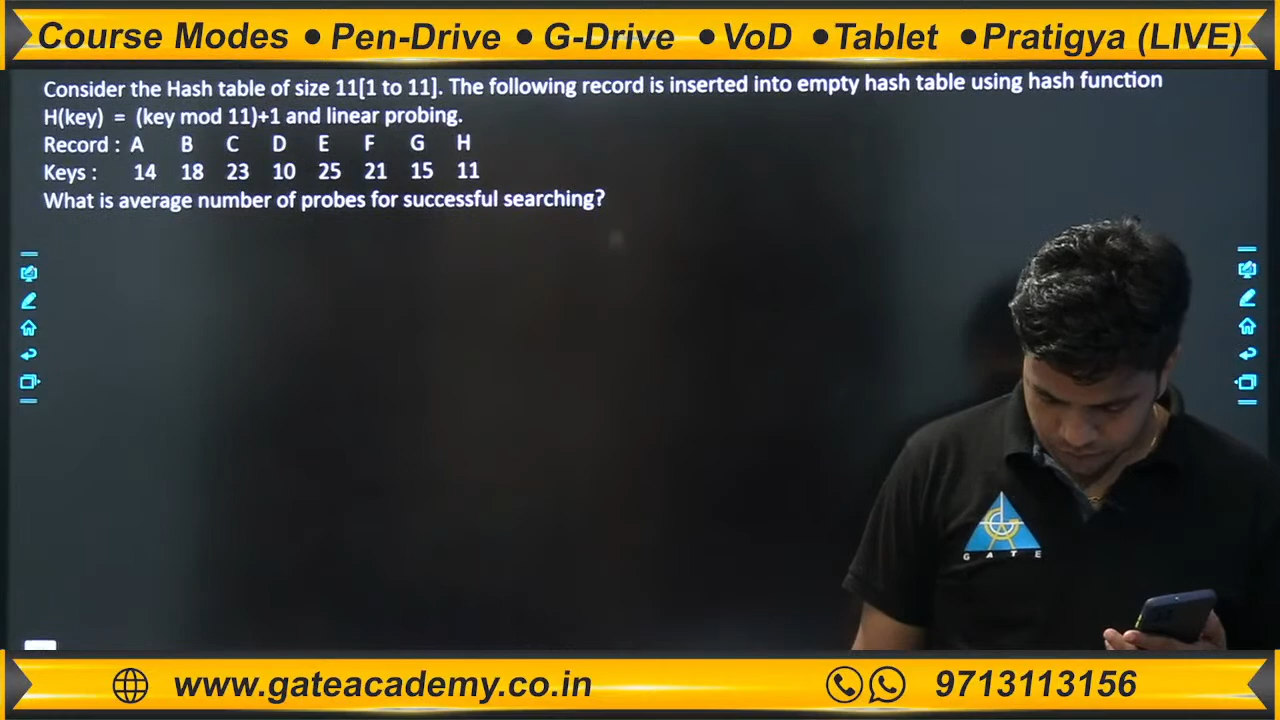 Course Modes ● Pen-Drive ● G-Drive ● VoD ● Tablet ● Pratigya (LIVE)
Consider the Hash table of size 11[1 to 11]. The following record is inserted into empty hash table using hash function
H(key) = (key mod 11)+1 and linear probing.
Record : A B C D E F G H
Keys : 14 18 23 10 25 21 15 11
What is average number of probes for successful searching?
GATE
www.gateacademy.co.in 9713113156